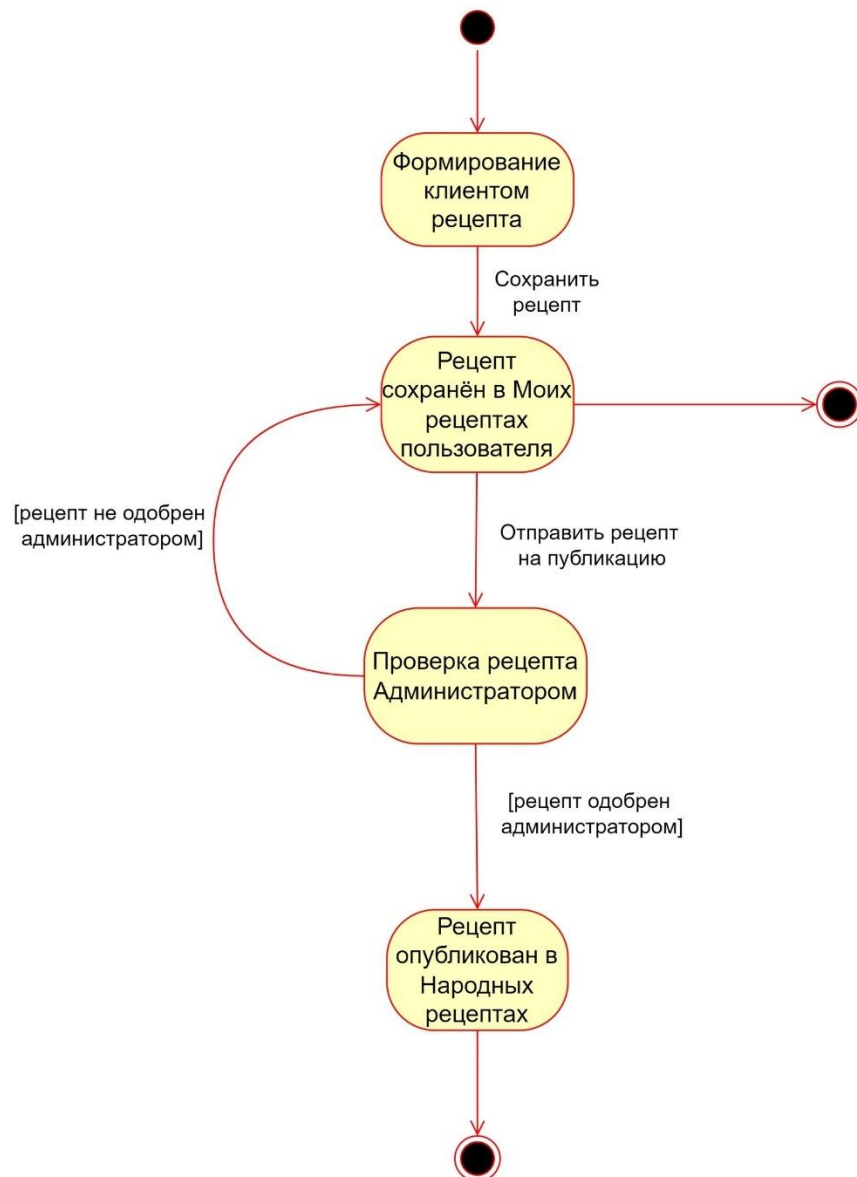 Формирование
клиентом
рецепта
Сохранить
рецепт
Рецепт
сохранён в Моих
рецептах
пользователя
[рецепт не одобрен
администратором]
Отправить рецепт
на публикацию
Проверка рецепта
Администратором
[рецепт одобрен
администратором]
Рецепт
опубликован в
Народных
рецептах